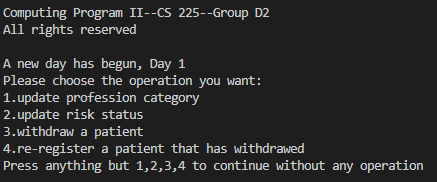 Computing Program II--CS 225--Group D2
All rights reserved
A new day has begun, Day 1
Please choose the operation you want:
1.update profession category
2.update risk status
3.withdraw a patient
4.re-register a patient that has withdrawed
Press anything but 1,2,3,4 to continue without any operation